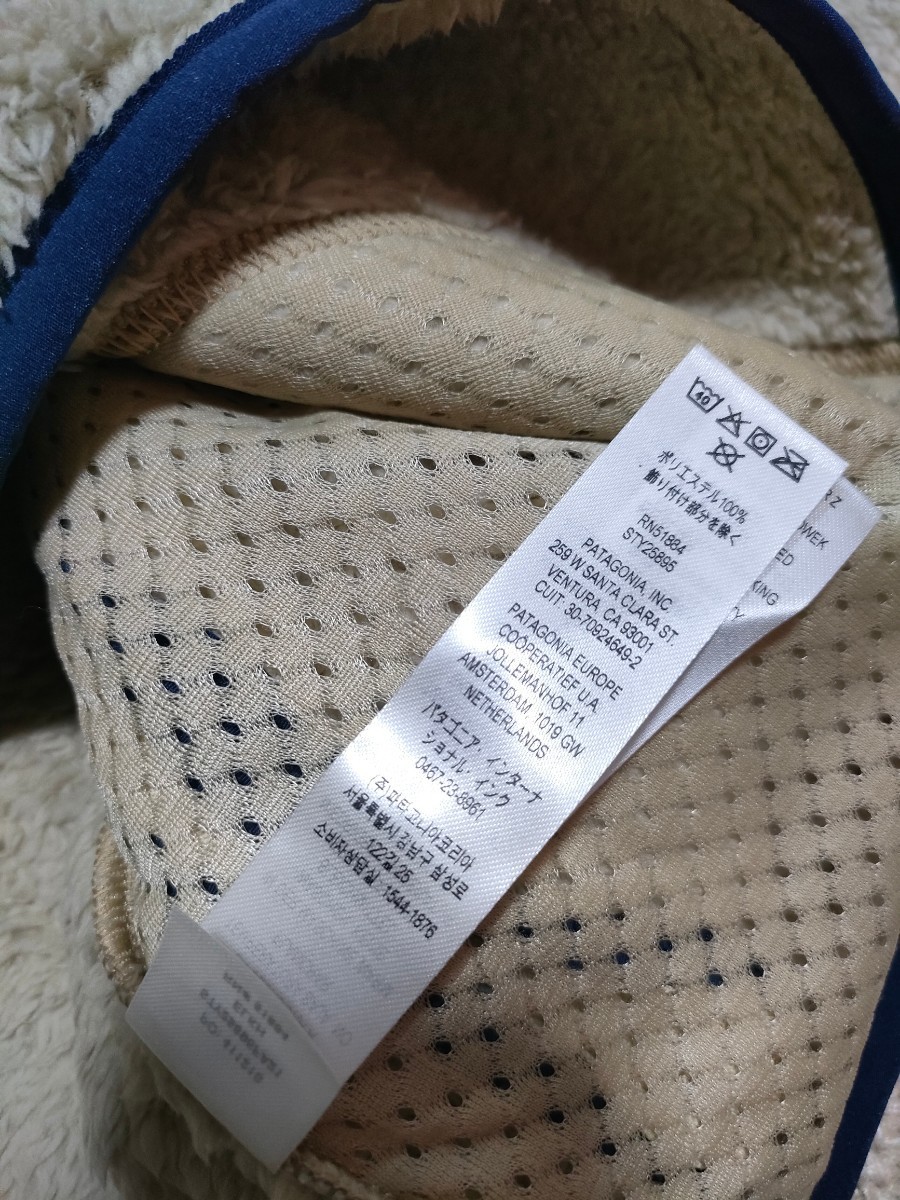 40
ポリエステル100%
飾り付け部分を除く
RN51884
STY25895
PATAGONIA, INC.
259 W SANTA CLARA ST.
VENTURA, CA 93001
CUIT: 30-70924649-2
PATAGONIA EUROPE
COÖPERATIEF U.A.
JOLLEMANHOF 11
AMSTERDAM, 1019 GW
NETHERLANDS
パタゴニア・インターナ
ショナル・インク
0467-23-8961
(주)파타고니아코리아
서울특별시 강남구 삼성로
122길 25
소비자상담실 1544-1876